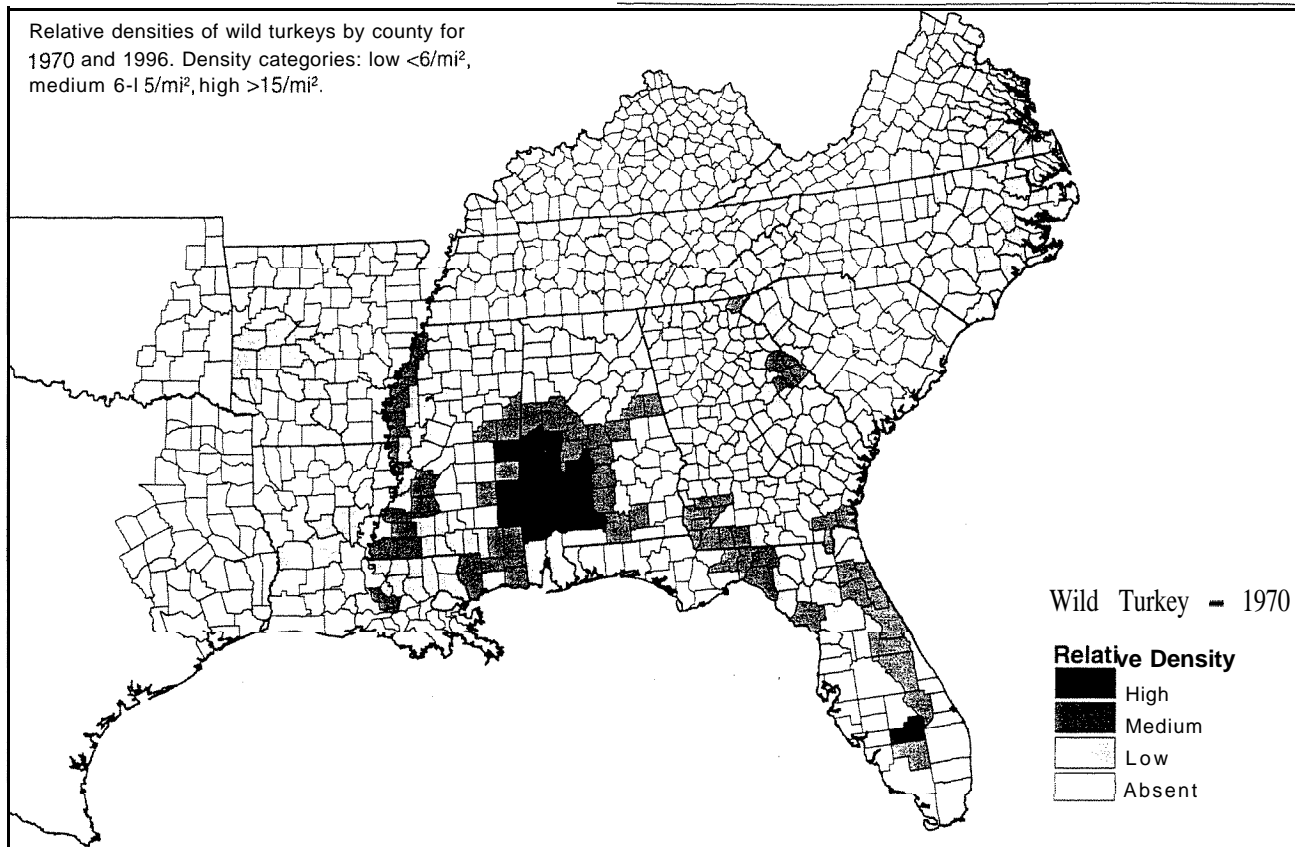 Relative densities of wild turkeys by county for
1970 and 1996. Density categories: low <6/mi²,
medium 6-l 5/mi², high >15/mi².
Wild Turkey - 1970
Relative Density
High
Medium
Low
Absent